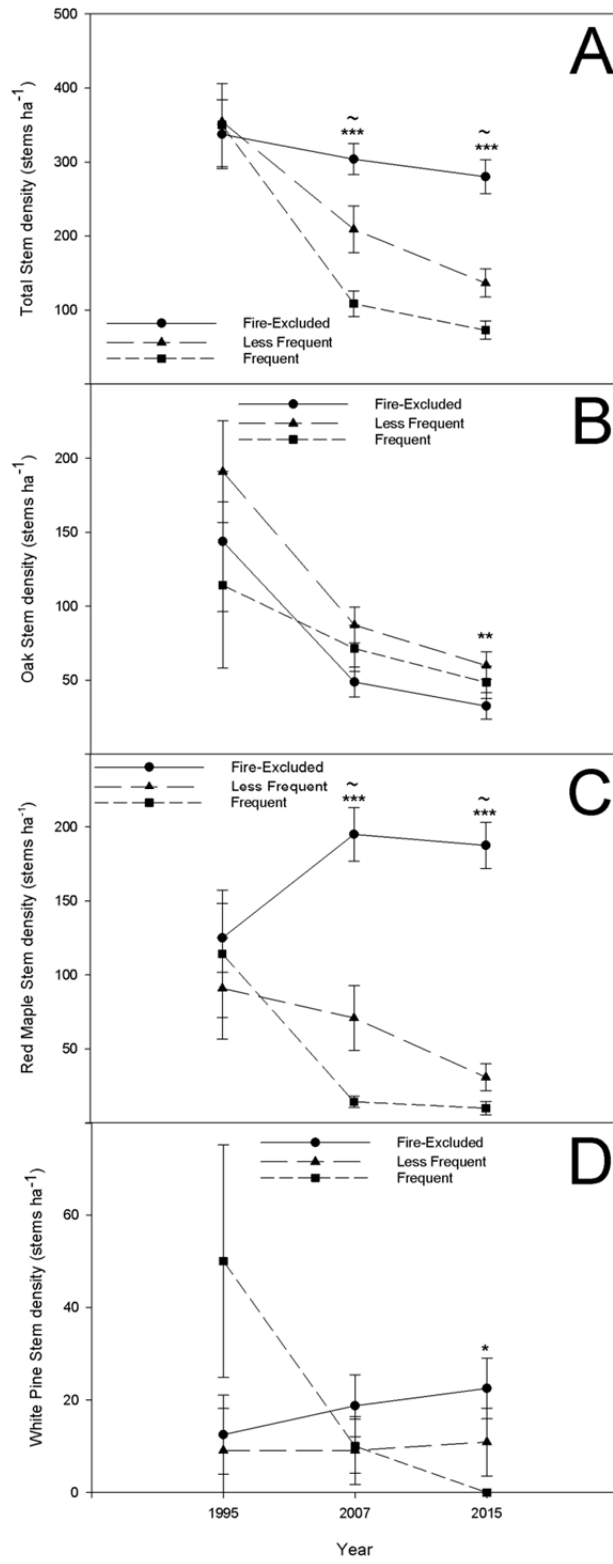 500
A
400
~ ~
*** ***
300
200
100
Total Stem density (stems ha⁻¹)
Fire-Excluded
Less Frequent
Frequent
Fire-Excluded
Less Frequent
Frequent
B
200
150
100
**
50
Oak Stem density (stems ha⁻¹)
Fire-Excluded
Less Frequent
Frequent
C
~ ~
*** ***
200
150
100
50
Red Maple Stem density (stems ha⁻¹)
Fire-Excluded
Less Frequent
Frequent
D
60
40
*
20
0
White Pine Stem density (stems ha⁻¹)
1995 2007 2015
Year